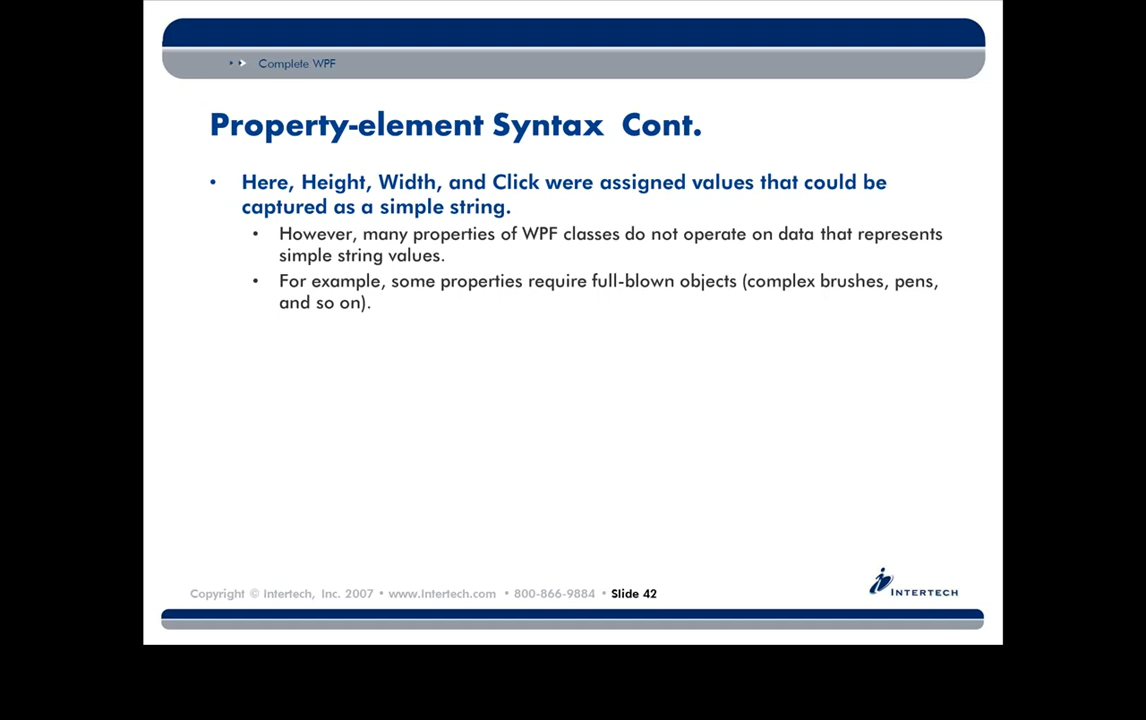 Complete WPF
Property-element Syntax Cont.
• Here, Height, Width, and Click were assigned values that could be
captured as a simple string.
• However, many properties of WPF classes do not operate on data that represents
simple string values.
• For example, some properties require full-blown objects (complex brushes, pens,
and so on).
Copyright © Intertech, Inc. 2007 • www.Intertech.com • 800-866-9884 • Slide 42
INTERTECH